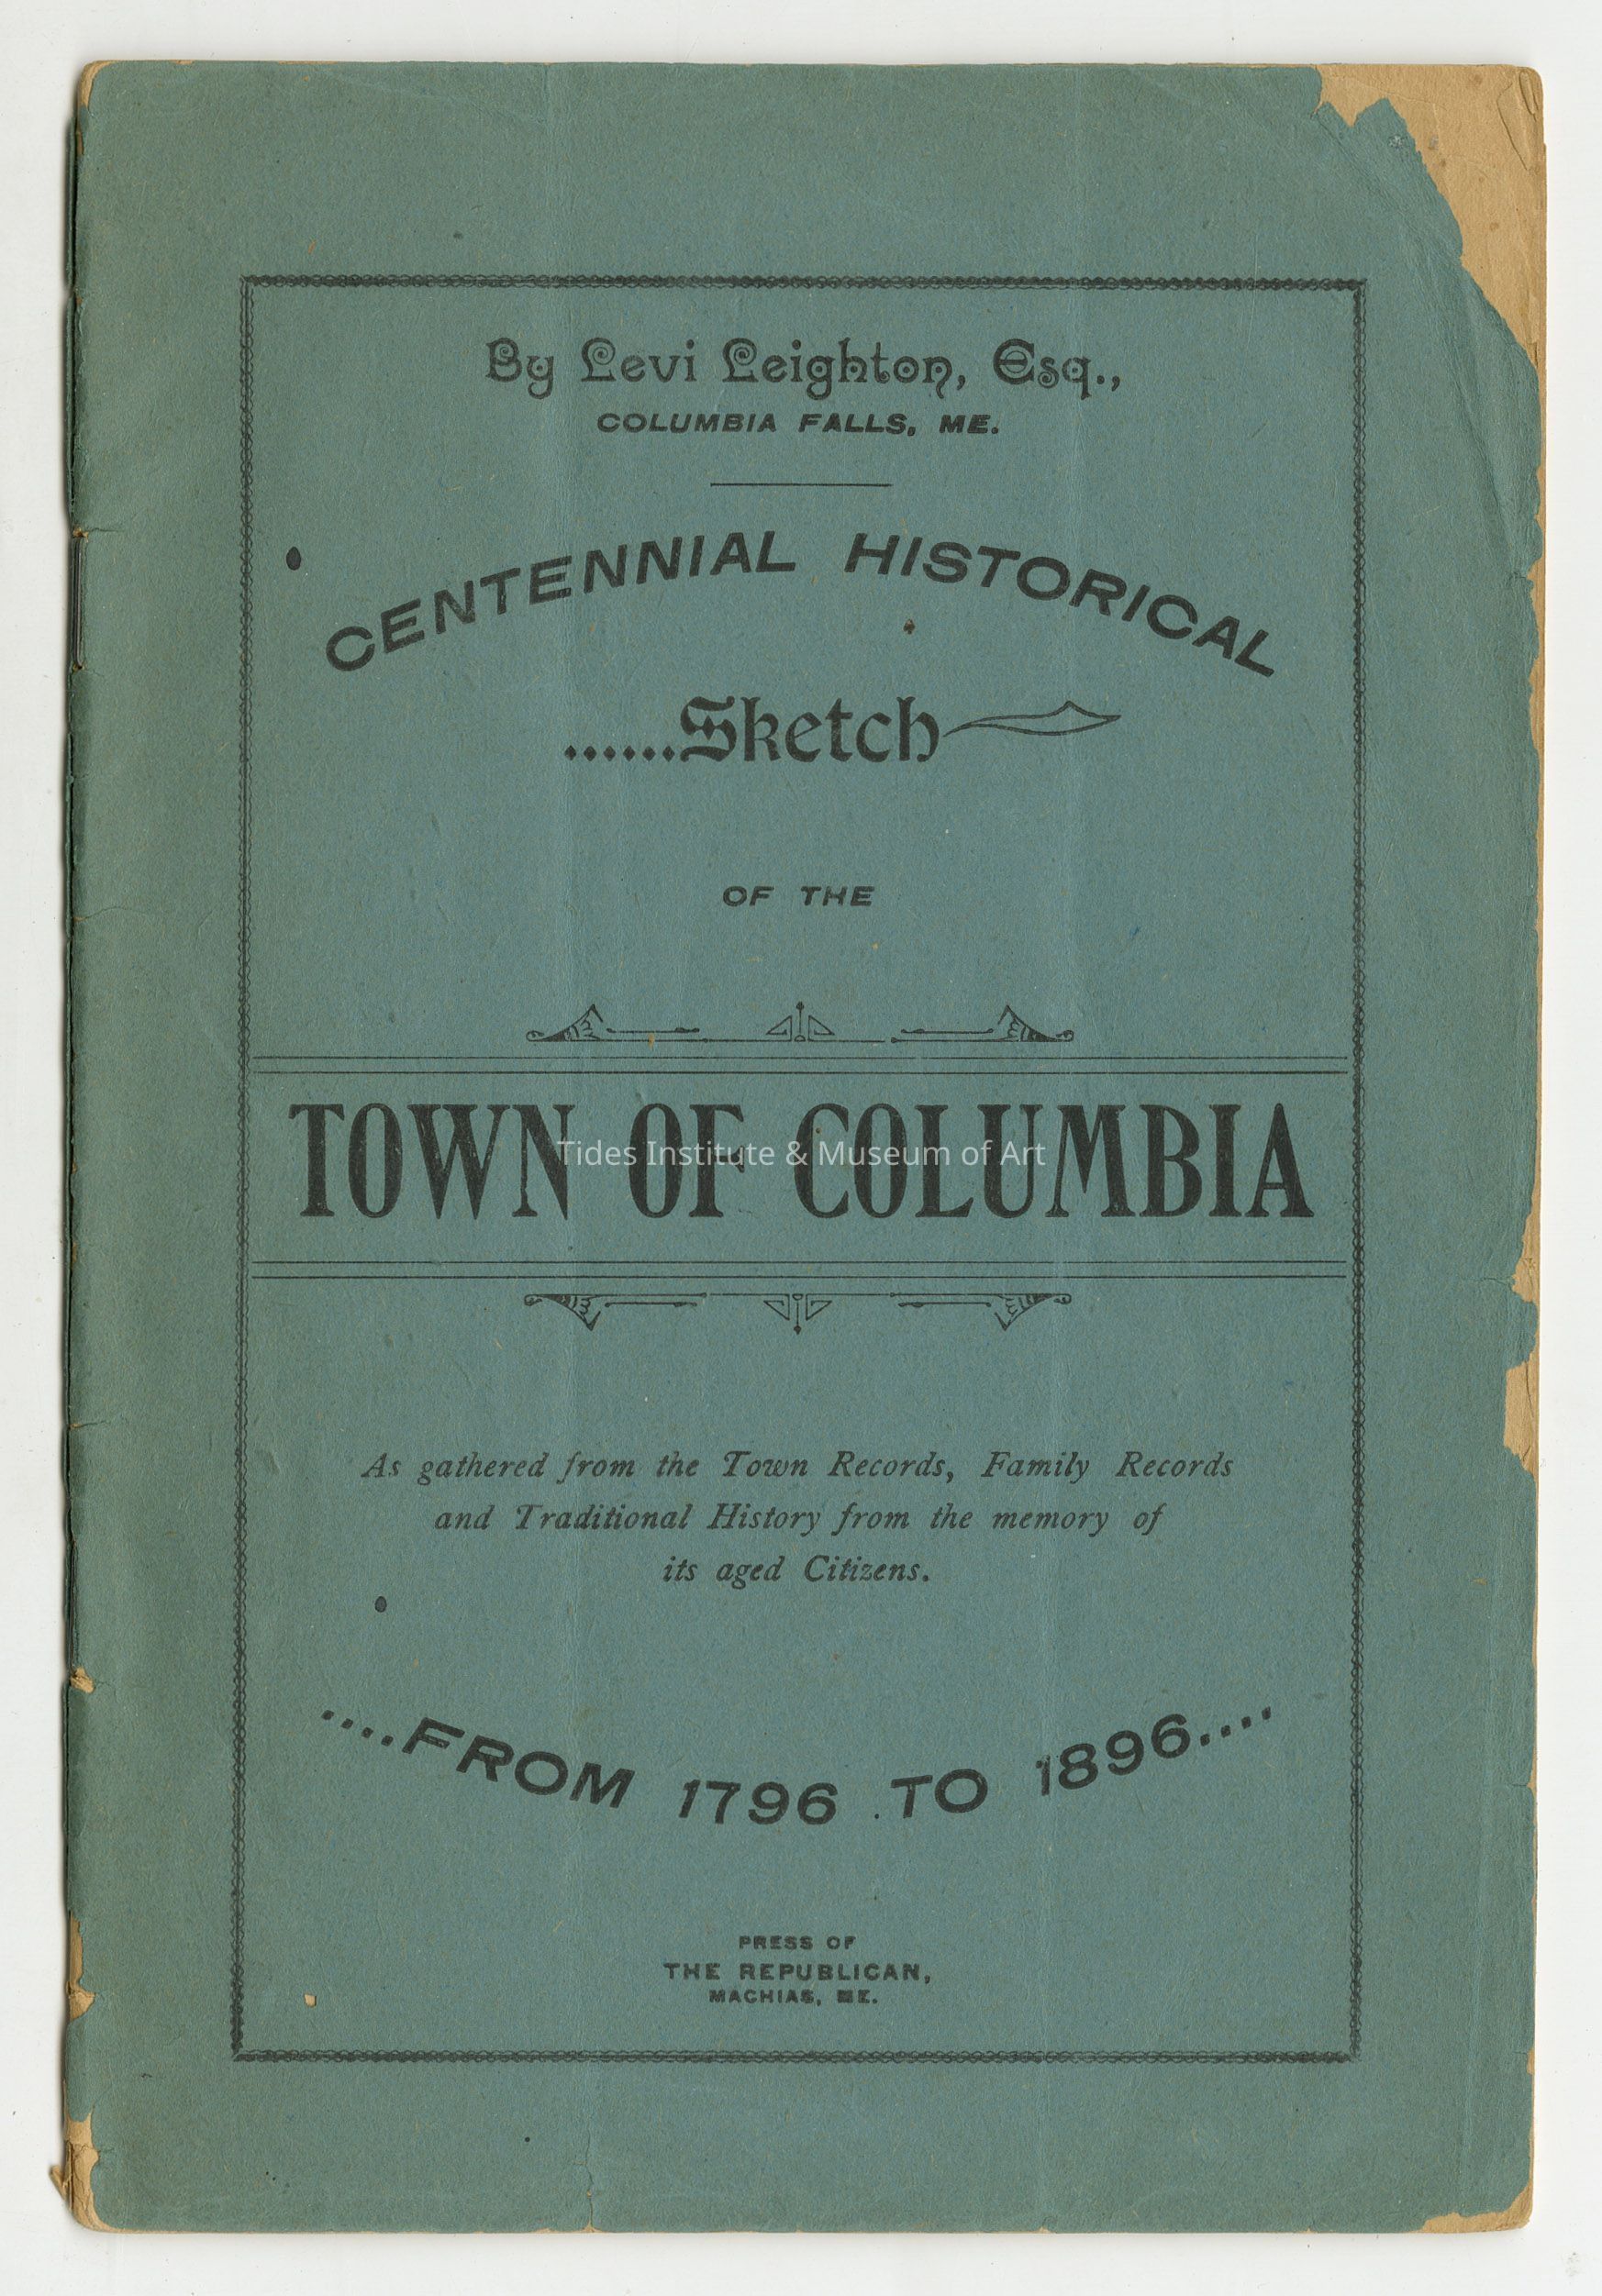 By Levi Leighton, Esq.,
COLUMBIA FALLS, ME.
CENTENNIAL HISTORICAL
......Sketch
OF THE
TOWN OF COLUMBIA
Tides Institute & Museum of Art
As gathered from the Town Records, Family Records
and Traditional History from the memory of
its aged Citizens.
....FROM 1796 TO 1896....
PRESS OF
THE REPUBLICAN,
MACHIAS, ME.